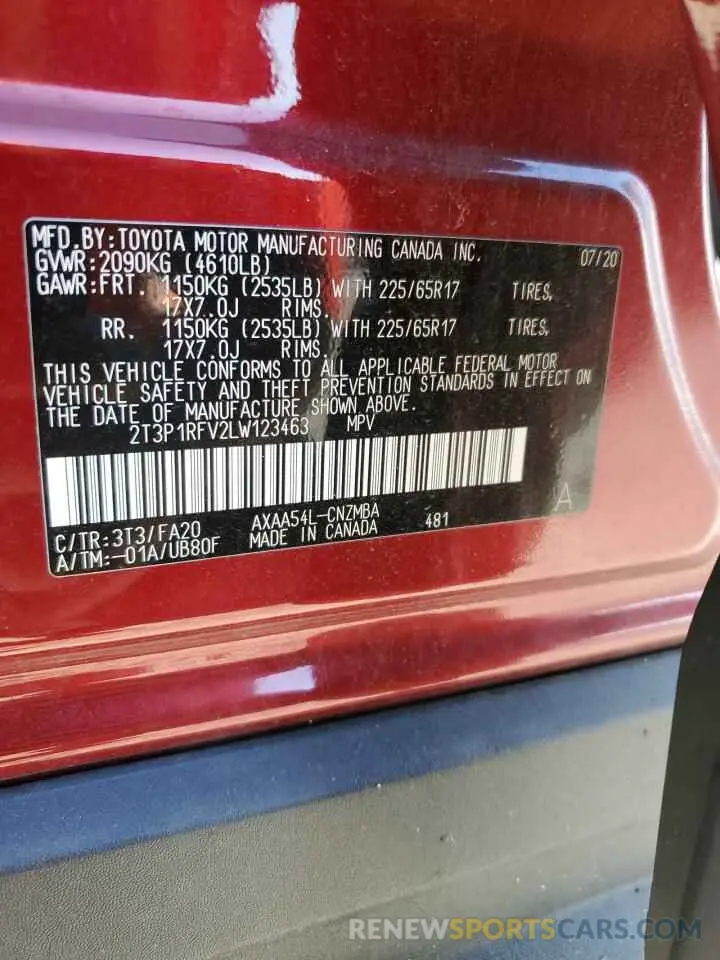 MFD.BY:TOYOTA MOTOR MANUFACTURING CANADA INC. 07/20
GVWR:2090KG (4610LB)
GAWR:FRT. 1150KG (2535LB) WITH 225/65R17 TIRES,
17X7.0J RIMS.
RR. 1150KG (2535LB) WITH 225/65R17 TIRES,
17X7.0J RIMS.
THIS VEHICLE CONFORMS TO ALL APPLICABLE FEDERAL MOTOR
VEHICLE SAFETY AND THEFT PREVENTION STANDARDS IN EFFECT ON
THE DATE OF MANUFACTURE SHOWN ABOVE.
2T3P1RFV2LW123463 MPV
C/TR:3T3/FA20 AXAA54L-CNZMBA 481 A
A/TM:-01A/UB80F MADE IN CANADA
RENEWSPORTSCARS.COM